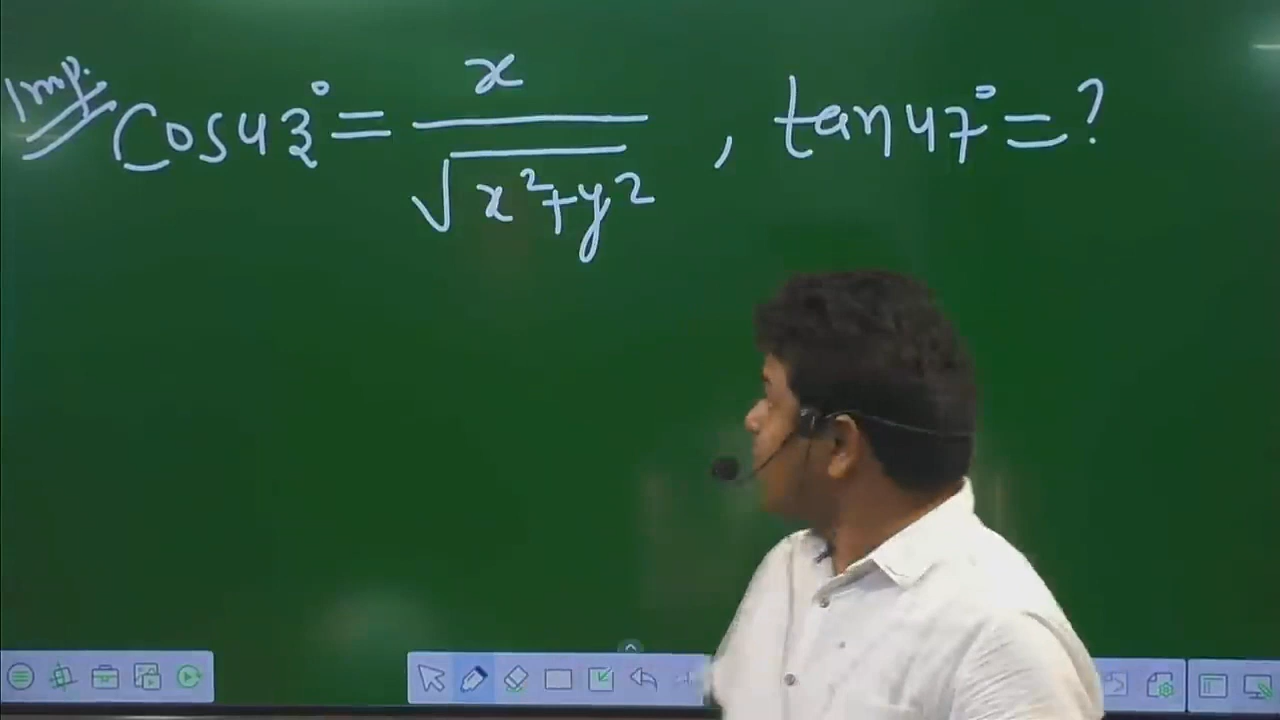 Imp.
Cos43° = x/√(x²+y²) , tan47° = ?